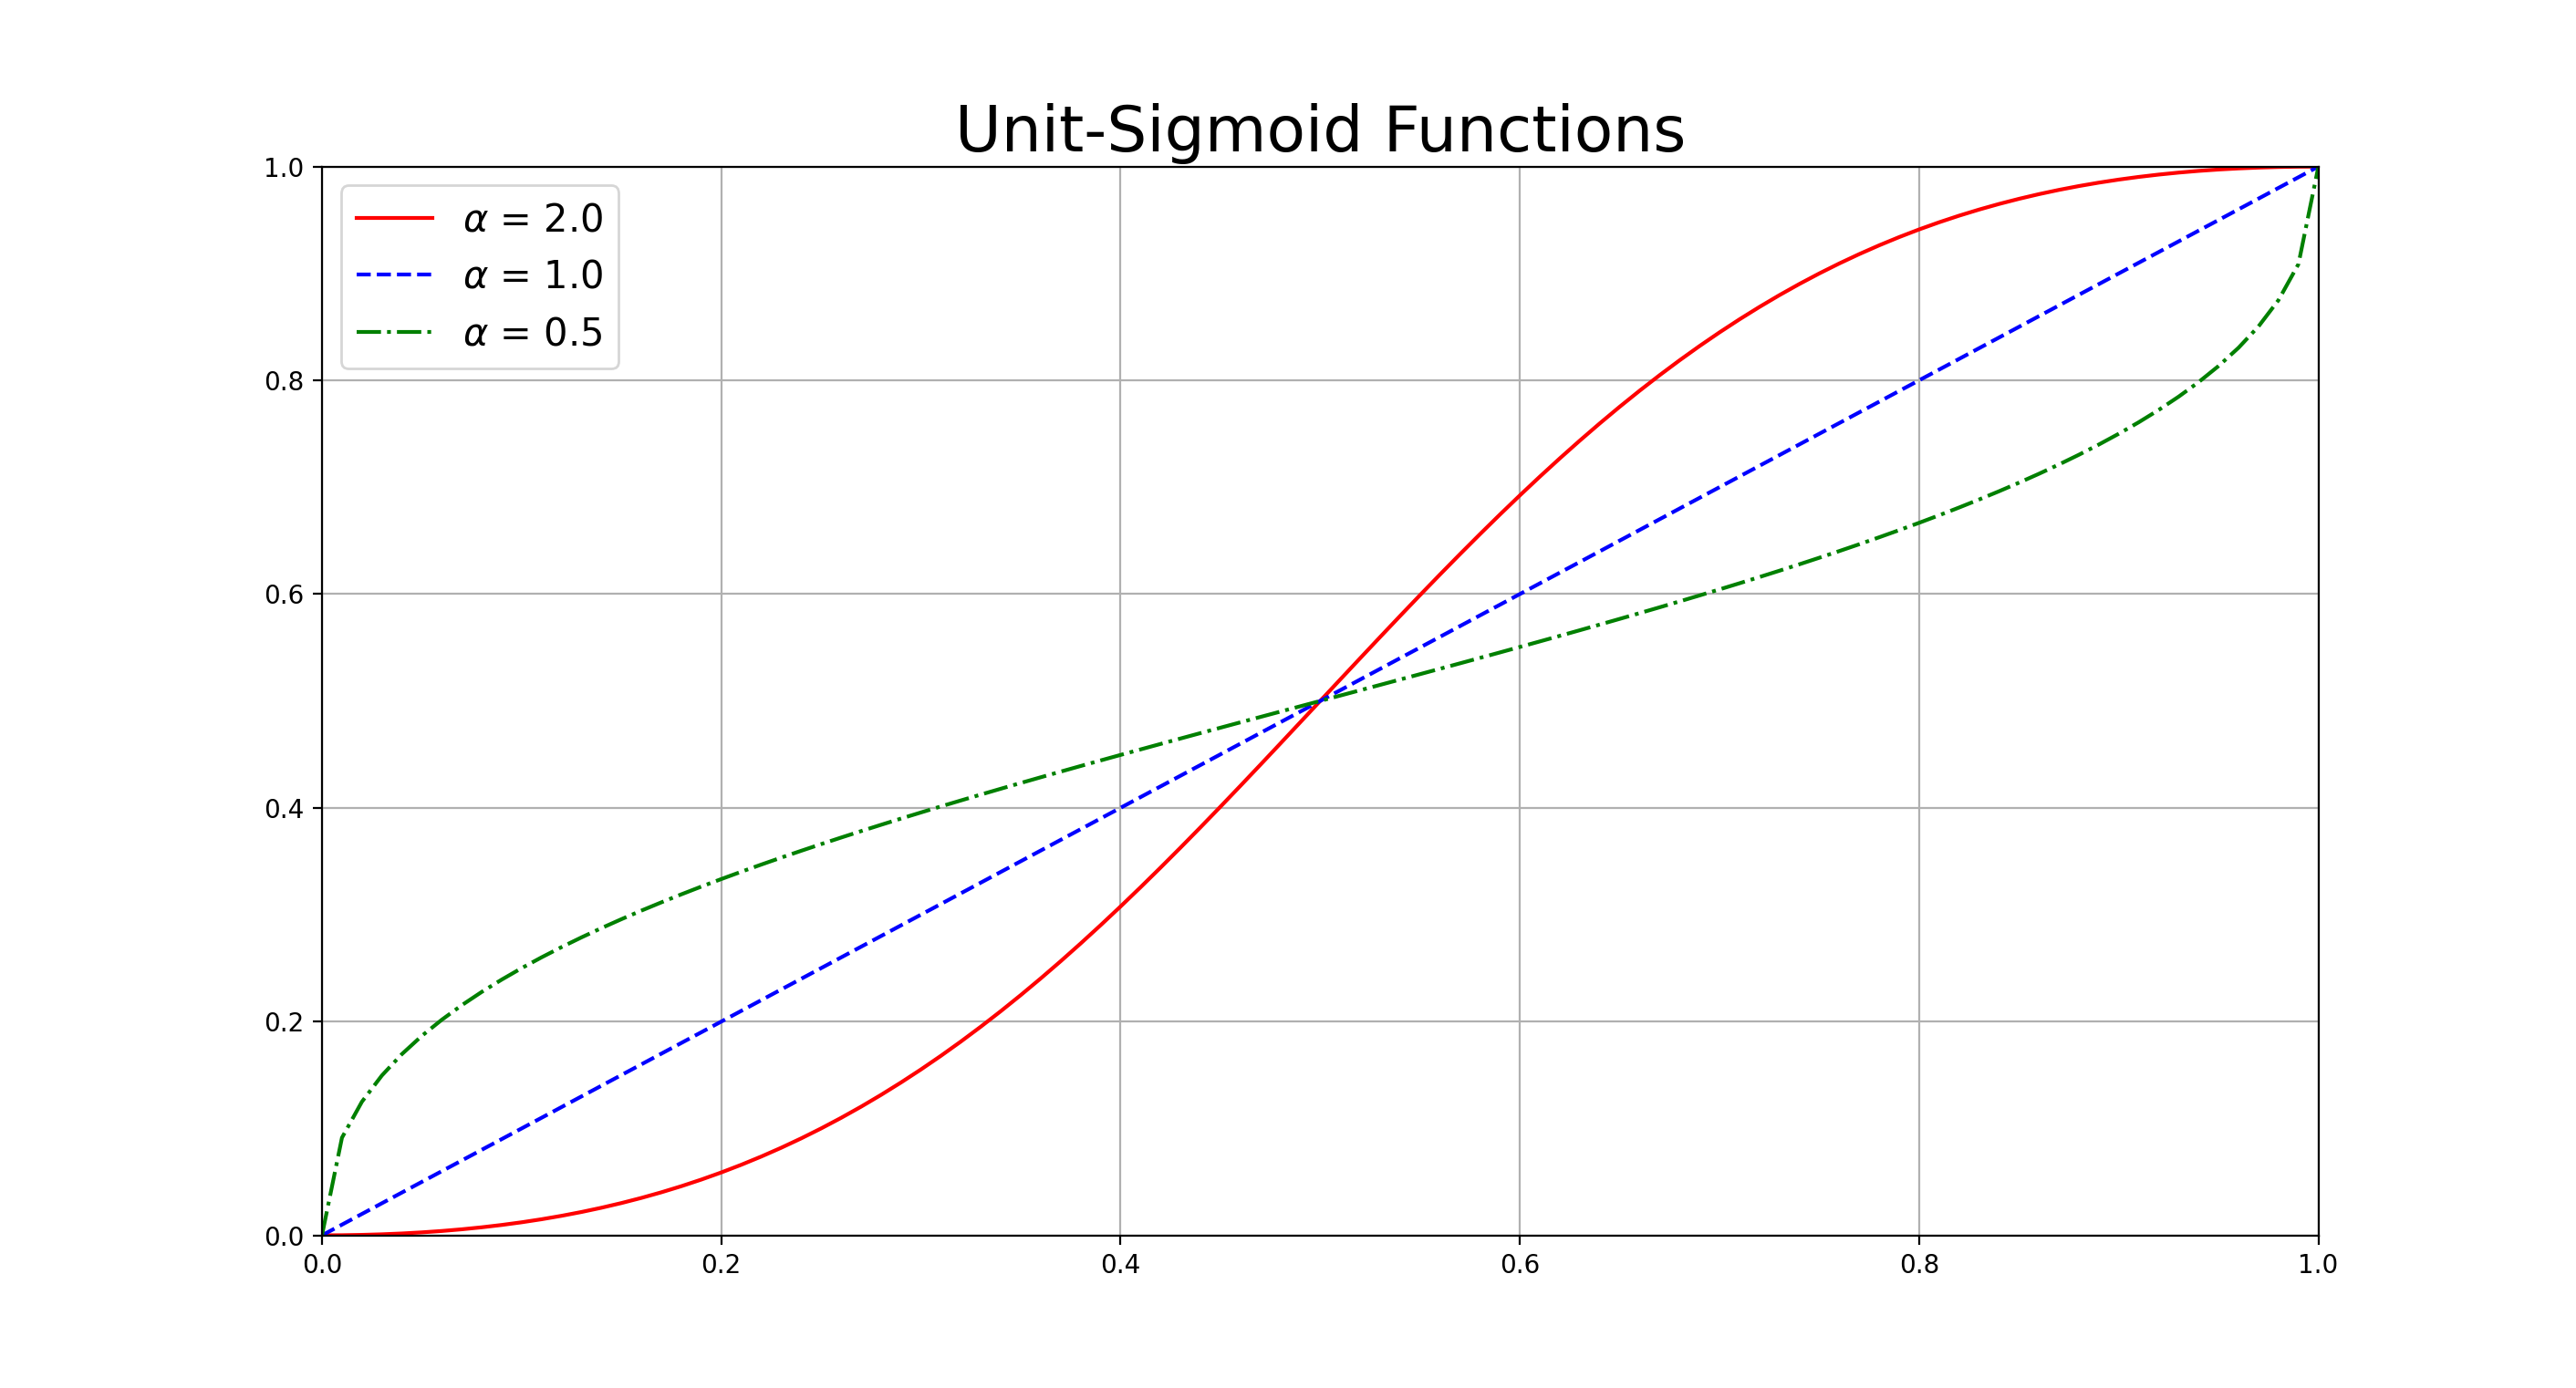 Unit-Sigmoid Functions
α = 2.0
α = 1.0
α = 0.5
1.0
0.8
0.6
0.4
0.2
0.0
0.0 0.2 0.4 0.6 0.8 1.0